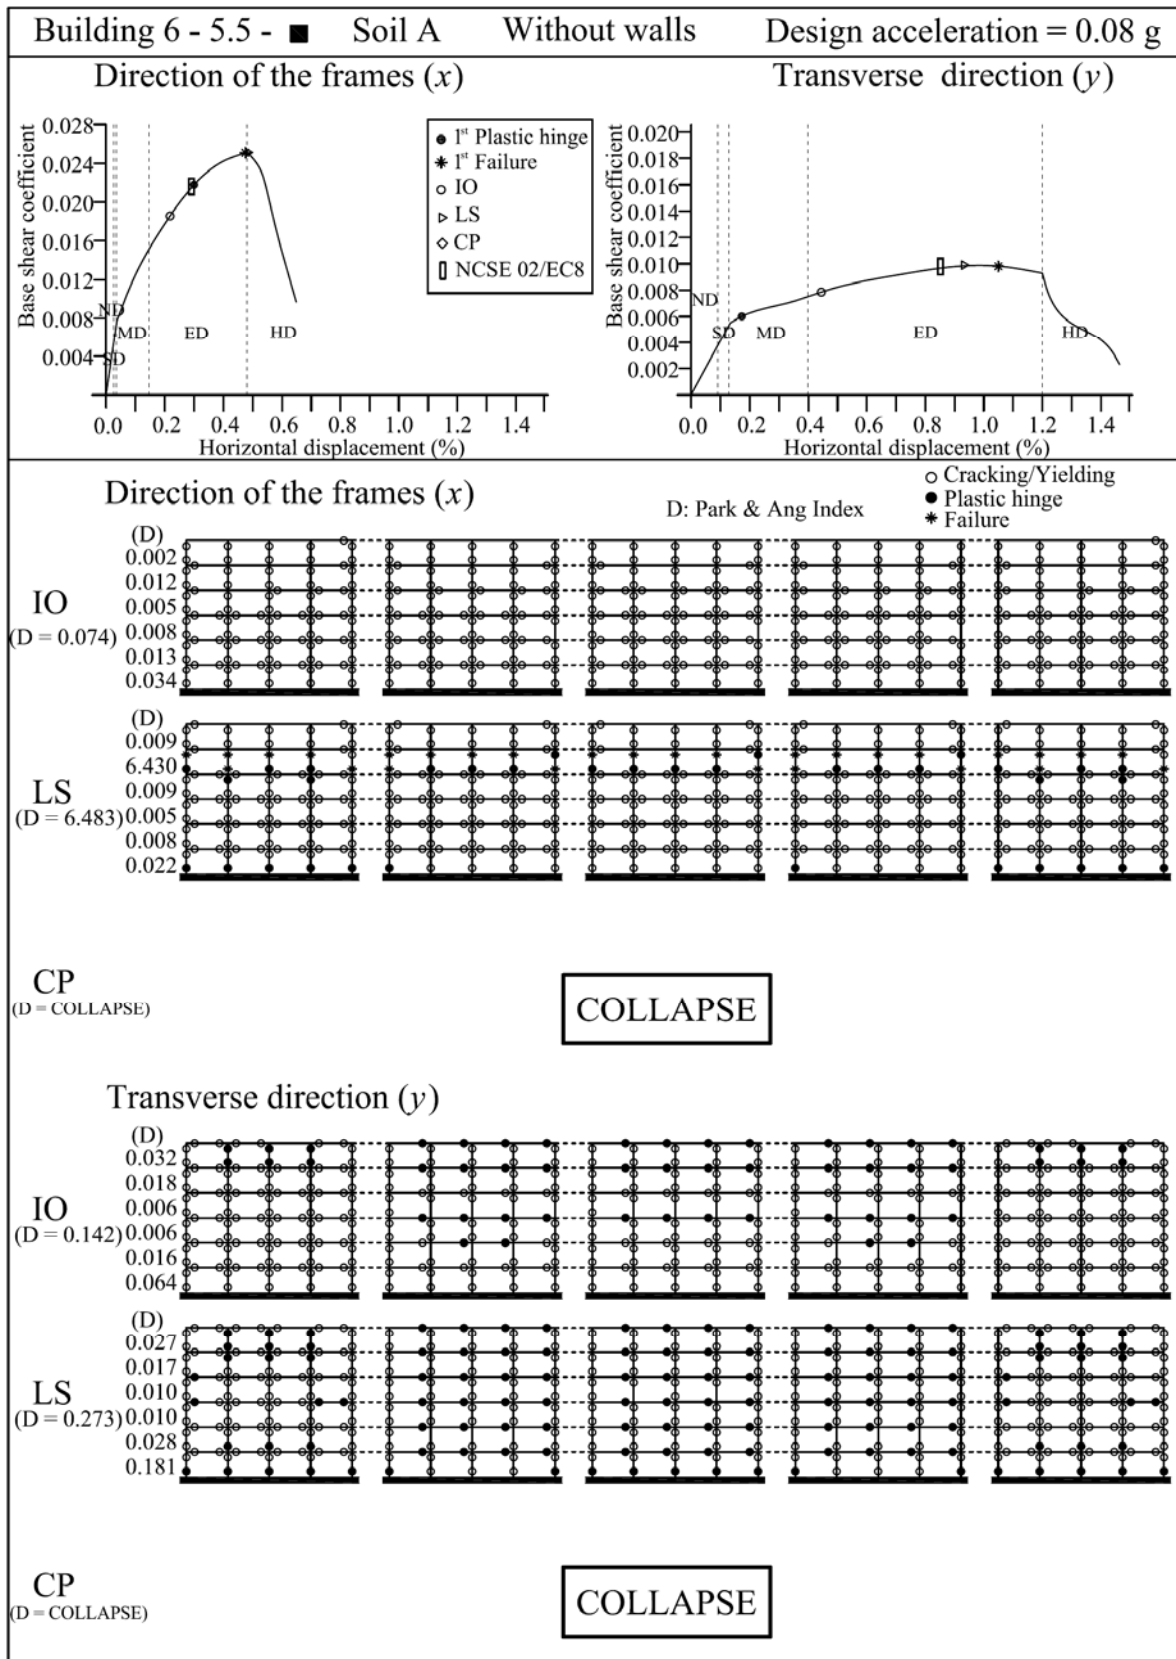 Building 6 - 5.5 - ■ Soil A Without walls Design acceleration = 0.08 g
Direction of the frames (x)
Base shear coefficient
0.028
0.024
0.020
0.016
0.012
0.008
0.004
ND
SD
MD
ED
HD
0.0 0.2 0.4 0.6 0.8 1.0 1.2 1.4
Horizontal displacement (%)
1st Plastic hinge
1st Failure
IO
LS
CP
NCSE 02/EC8
Transverse direction (y)
Base shear coefficient
0.020
0.018
0.016
0.014
0.012
0.010
0.008
0.006
0.004
0.002
ND
SD
MD
ED
HD
0.0 0.2 0.4 0.6 0.8 1.0 1.2 1.4
Horizontal displacement (%)
Direction of the frames (x)
D: Park & Ang Index
Cracking/Yielding
Plastic hinge
Failure
IO
(D = 0.074)
(D)
0.002
0.012
0.005
0.008
0.013
0.034
LS
(D = 6.483)
(D)
0.009
6.430
0.009
0.005
0.008
0.022
CP
(D = COLLAPSE)
COLLAPSE
Transverse direction (y)
IO
(D = 0.142)
(D)
0.032
0.018
0.006
0.006
0.016
0.064
LS
(D = 0.273)
(D)
0.027
0.017
0.010
0.010
0.028
0.181
CP
(D = COLLAPSE)
COLLAPSE